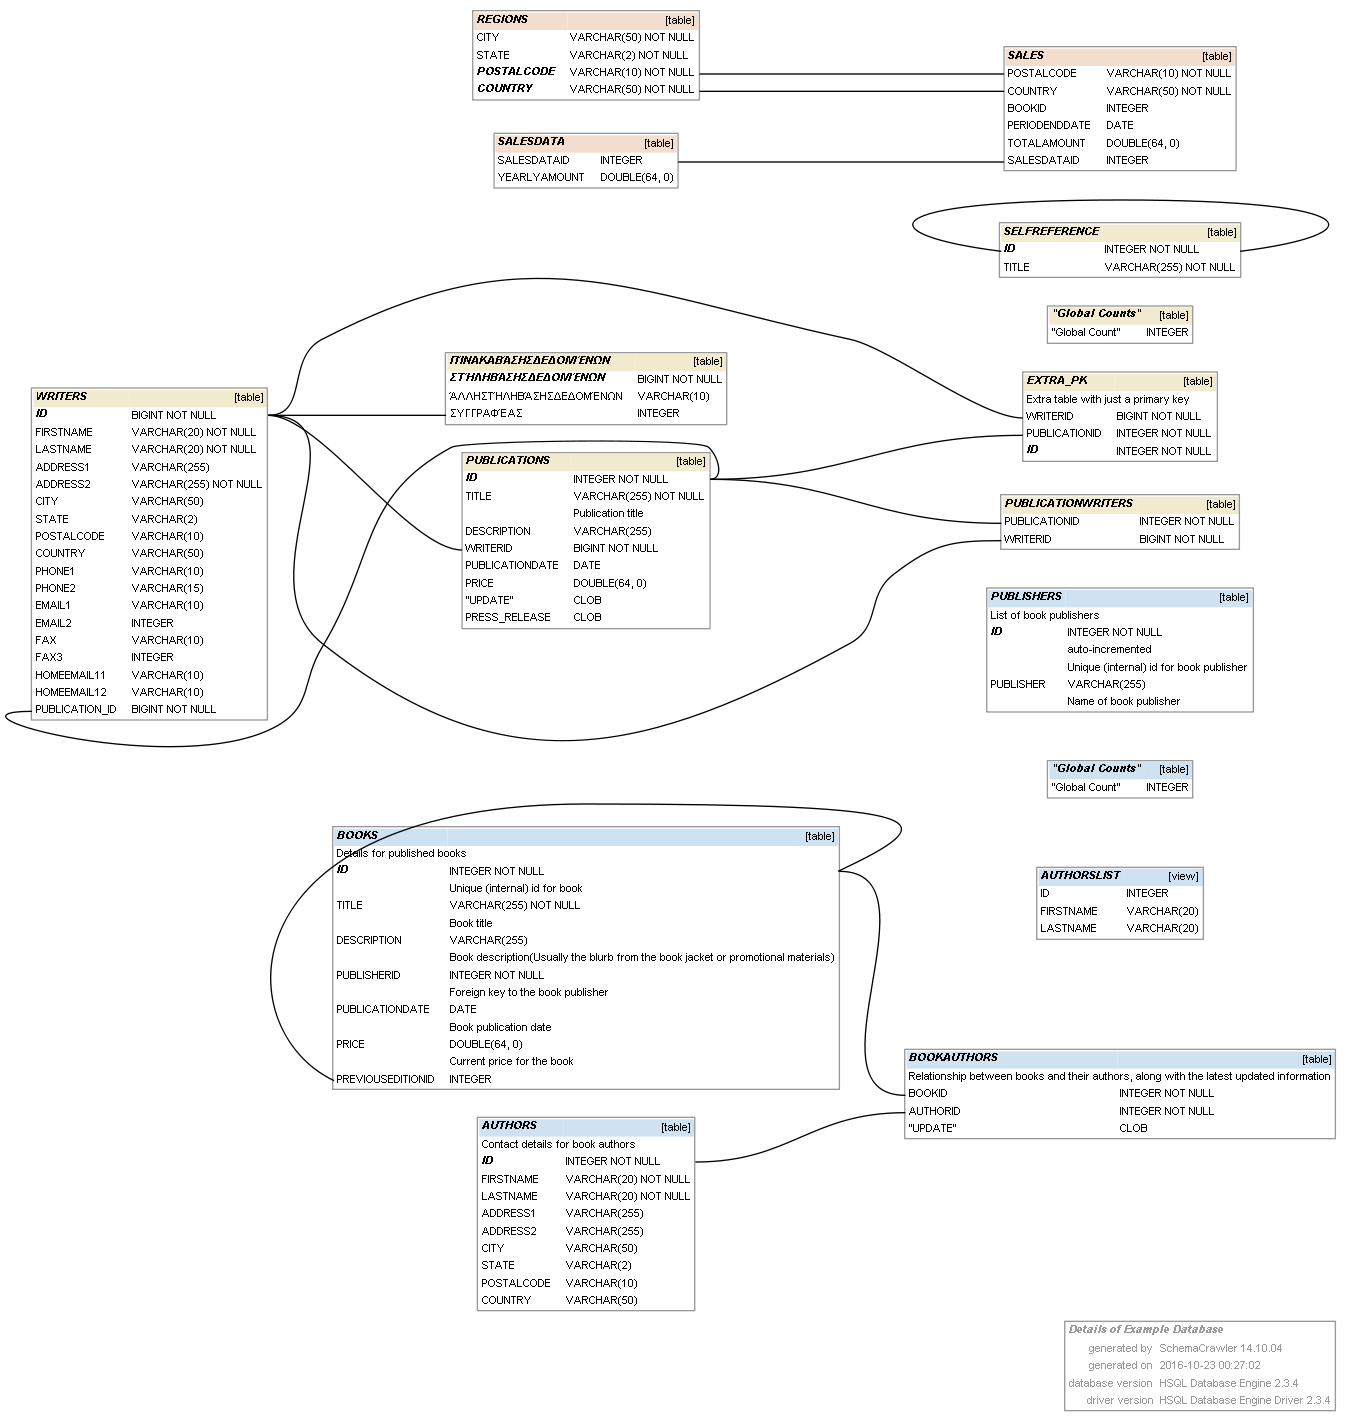 REGIONS [table]
CITY VARCHAR(50) NOT NULL
STATE VARCHAR(2) NOT NULL
POSTALCODE VARCHAR(10) NOT NULL
COUNTRY VARCHAR(50) NOT NULL
SALES [table]
POSTALCODE VARCHAR(10) NOT NULL
COUNTRY VARCHAR(50) NOT NULL
BOOKID INTEGER
PERIODENDDATE DATE
TOTALAMOUNT DOUBLE(64, 0)
SALESDATAID INTEGER
SALESDATA [table]
SALESDATAID INTEGER
YEARLYAMOUNT DOUBLE(64, 0)
SELFREFERENCE [table]
ID INTEGER NOT NULL
TITLE VARCHAR(255) NOT NULL
"Global Counts" [table]
"Global Count" INTEGER
ΠΊΝΑΚΑΒΆΣΗΣΔΕΔΟΜΈΝΩΝ [table]
ΣΤΉΛΗΒΆΣΗΣΔΕΔΟΜΈΝΩΝ BIGINT NOT NULL
ΆΛΛΗΣΤΉΛΗΒΆΣΗΣΔΕΔΟΜΈΝΩΝ VARCHAR(10)
ΣΥΓΓΡΑΦΈΑΣ INTEGER
EXTRA_PK [table]
Extra table with just a primary key
WRITERID BIGINT NOT NULL
PUBLICATIONID INTEGER NOT NULL
ID INTEGER NOT NULL
WRITERS [table]
ID BIGINT NOT NULL
FIRSTNAME VARCHAR(20) NOT NULL
LASTNAME VARCHAR(20) NOT NULL
ADDRESS1 VARCHAR(255)
ADDRESS2 VARCHAR(255) NOT NULL
CITY VARCHAR(50)
STATE VARCHAR(2)
POSTALCODE VARCHAR(10)
COUNTRY VARCHAR(50)
PHONE1 VARCHAR(10)
PHONE2 VARCHAR(15)
EMAIL1 VARCHAR(10)
EMAIL2 INTEGER
FAX VARCHAR(10)
FAX3 INTEGER
HOMEEMAIL11 VARCHAR(10)
HOMEEMAIL12 VARCHAR(10)
PUBLICATION_ID BIGINT NOT NULL
PUBLICATIONS [table]
ID INTEGER NOT NULL
TITLE VARCHAR(255) NOT NULL
Publication title
DESCRIPTION VARCHAR(255)
WRITERID BIGINT NOT NULL
PUBLICATIONDATE DATE
PRICE DOUBLE(64, 0)
"UPDATE" CLOB
PRESS_RELEASE CLOB
PUBLICATIONWRITERS [table]
PUBLICATIONID INTEGER NOT NULL
WRITERID BIGINT NOT NULL
PUBLISHERS [table]
List of book publishers
ID INTEGER NOT NULL
auto-incremented
Unique (internal) id for book publisher
PUBLISHER VARCHAR(255)
Name of book publisher
"Global Counts" [table]
"Global Count" INTEGER
BOOKS [table]
Details for published books
ID INTEGER NOT NULL
Unique (internal) id for book
TITLE VARCHAR(255) NOT NULL
Book title
DESCRIPTION VARCHAR(255)
Book description(Usually the blurb from the book jacket or promotional materials)
PUBLISHERID INTEGER NOT NULL
Foreign key to the book publisher
PUBLICATIONDATE DATE
Book publication date
PRICE DOUBLE(64, 0)
Current price for the book
PREVIOUSEDITIONID INTEGER
AUTHORSLIST [view]
ID INTEGER
FIRSTNAME VARCHAR(20)
LASTNAME VARCHAR(20)
BOOKAUTHORS [table]
Relationship between books and their authors, along with the latest updated information
BOOKID INTEGER NOT NULL
AUTHORID INTEGER NOT NULL
"UPDATE" CLOB
AUTHORS [table]
Contact details for book authors
ID INTEGER NOT NULL
FIRSTNAME VARCHAR(20) NOT NULL
LASTNAME VARCHAR(20) NOT NULL
ADDRESS1 VARCHAR(255)
ADDRESS2 VARCHAR(255)
CITY VARCHAR(50)
STATE VARCHAR(2)
POSTALCODE VARCHAR(10)
COUNTRY VARCHAR(50)
Details of Example Database
generated by SchemaCrawler 14.10.04
generated on 2016-10-23 00:27:02
database version HSQL Database Engine 2.3.4
driver version HSQL Database Engine Driver 2.3.4